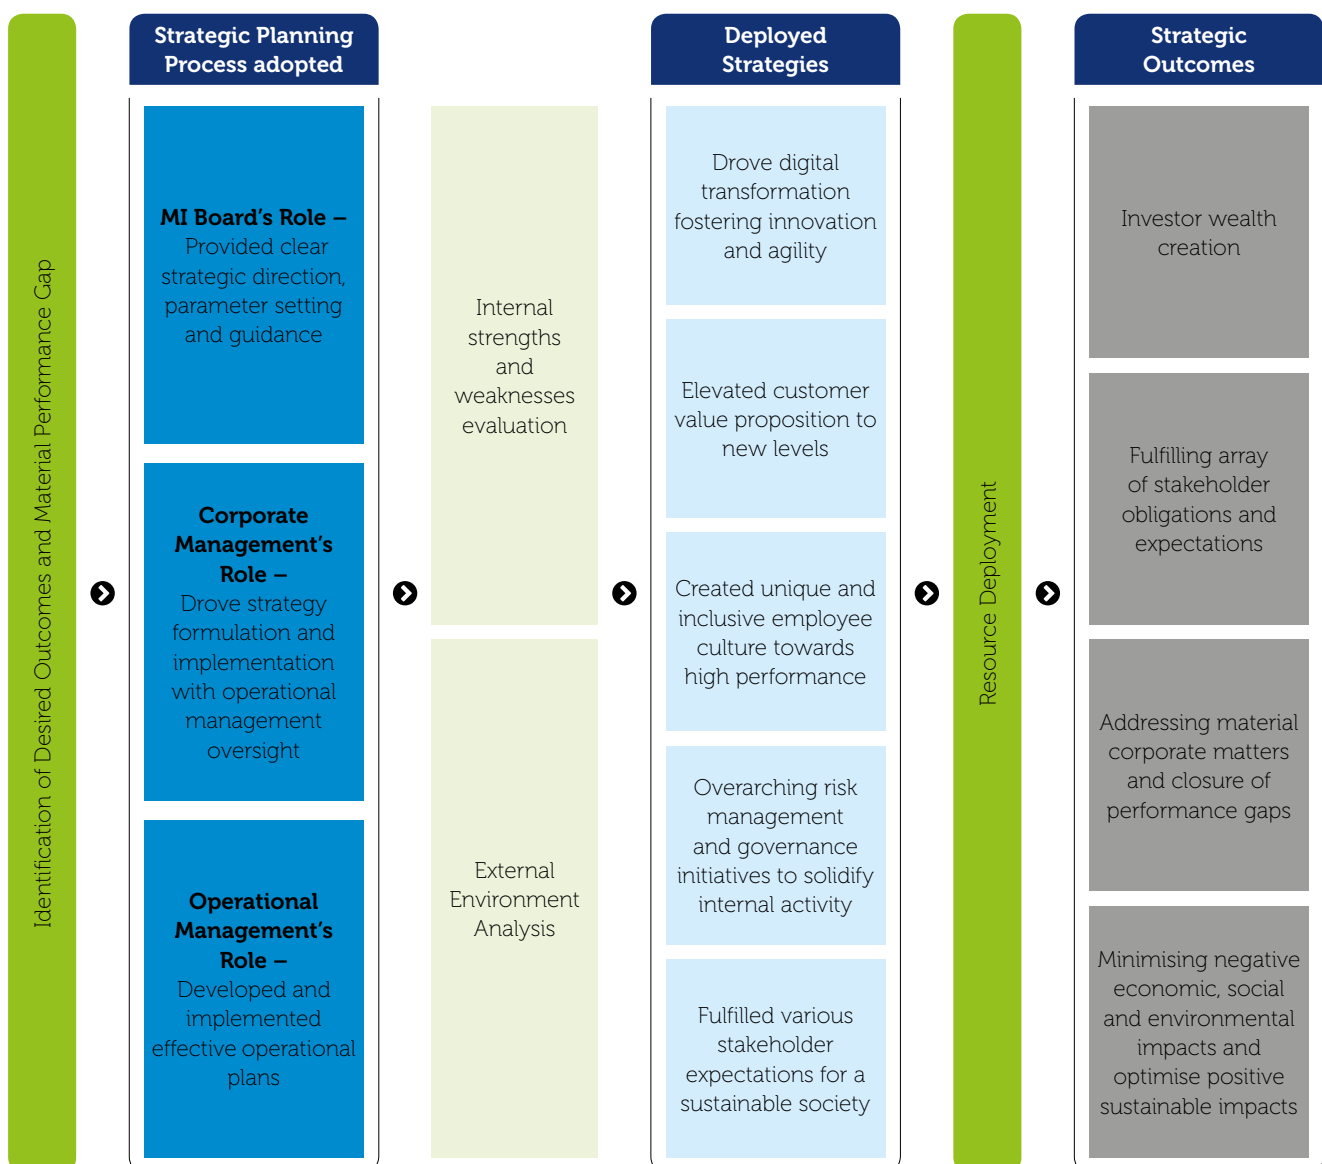 Identification of Desired Outcomes and Material Performance Gap
Strategic Planning
Process adopted
MI Board's Role –
Provided clear
strategic direction,
parameter setting
and guidance
Corporate
Management's
Role –
Drove strategy
formulation and
implementation
with operational
management
oversight
Operational
Management's
Role –
Developed and
implemented
effective operational
plans
Internal
strengths
and
weaknesses
evaluation
External
Environment
Analysis
Deployed
Strategies
Drove digital
transformation
fostering innovation
and agility
Elevated customer
value proposition to
new levels
Created unique and
inclusive employee
culture towards
high performance
Overarching risk
management
and governance
initiatives to solidify
internal activity
Fulfilled various
stakeholder
expectations for a
sustainable society
Resource Deployment
Strategic
Outcomes
Investor wealth
creation
Fulfilling array
of stakeholder
obligations and
expectations
Addressing material
corporate matters
and closure of
performance gaps
Minimising negative
economic, social
and environmental
impacts and
optimise positive
sustainable impacts